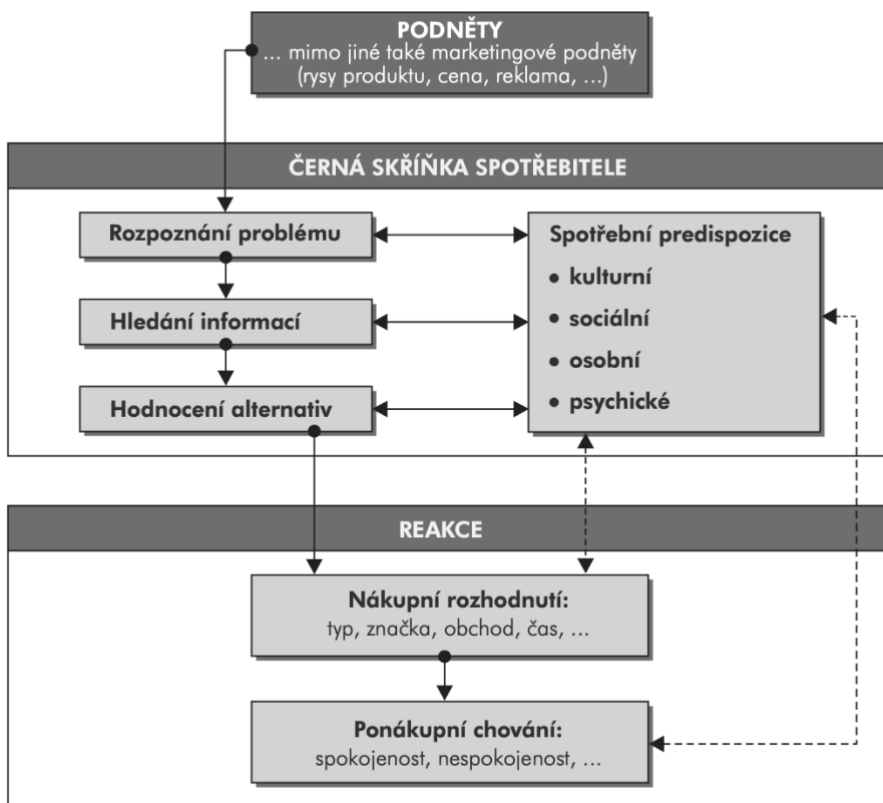 PODNĚTY
... mimo jiné také marketingové podněty
(rysy produktu, cena, reklama, ...)
ČERNÁ SKŘÍŇKA SPOTŘEBITELE
Rozpoznání problému
Hledání informací
Hodnocení alternativ
Spotřební predispozice
• kulturní
• sociální
• osobní
• psychické
REAKCE
Nákupní rozhodnutí:
typ, značka, obchod, čas, ...
Ponákupní chování:
spokojenost, nespokojenost, ...